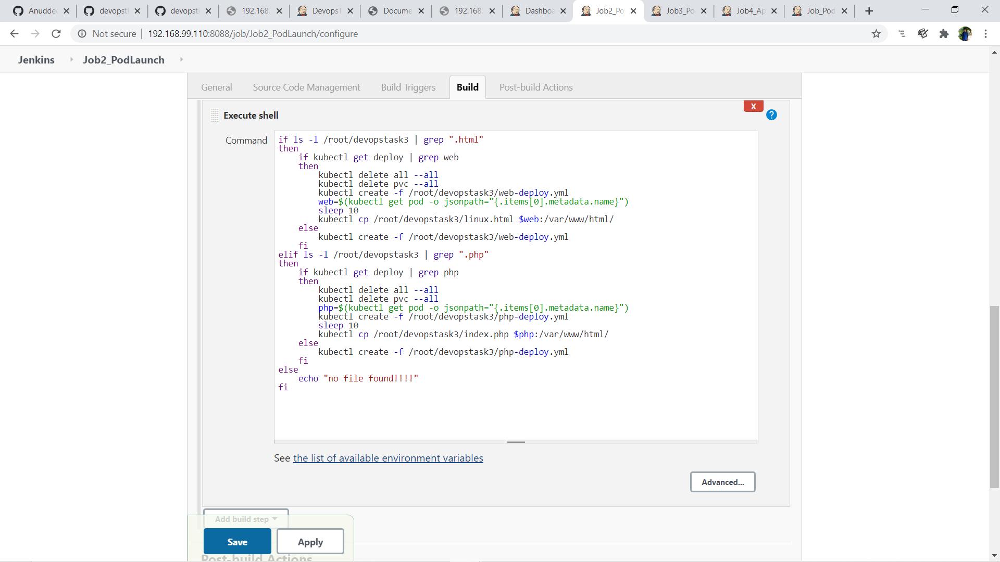 Anudde
devopst
devopst
192.168.
DevopsT
Docume
192.168.
Dashboa
Job2_Po
Job3_Po
Job4_Ap
Job_Pod
Not secure | 192.168.99.110:8088/job/Job2_PodLaunch/configure
Jenkins
Job2_PodLaunch
General
Source Code Management
Build Triggers
Build
Post-build Actions
X
?
Execute shell
Command
if ls -l /root/devopstask3 | grep ".html"
then
    if kubectl get deploy | grep web
    then
        kubectl delete all --all
        kubectl delete pvc --all
        kubectl create -f /root/devopstask3/web-deploy.yml
        web=$(kubectl get pod -o jsonpath="{.items[0].metadata.name}")
        sleep 10
        kubectl cp /root/devopstask3/linux.html $web:/var/www/html/
    else
        kubectl create -f /root/devopstask3/web-deploy.yml
    fi
elif ls -l /root/devopstask3 | grep ".php"
then
    if kubectl get deploy | grep php
    then
        kubectl delete all --all
        kubectl delete pvc --all
        php=$(kubectl get pod -o jsonpath="{.items[0].metadata.name}")
        kubectl create -f /root/devopstask3/php-deploy.yml
        sleep 10
        kubectl cp /root/devopstask3/index.php $php:/var/www/html/
    else
        kubectl create -f /root/devopstask3/php-deploy.yml
    fi
else
    echo "no file found!!!!"
fi
See the list of available environment variables
Advanced...
Add build step
Save
Apply
Post-build Actions